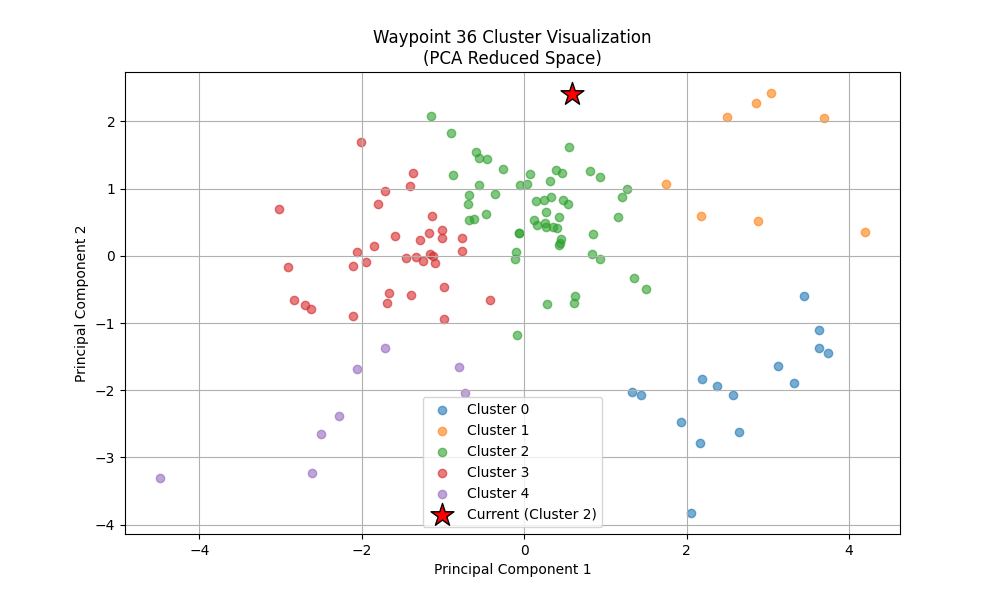 Waypoint 36 Cluster Visualization
(PCA Reduced Space)
Principal Component 2
2
1
0
−1
−2
−3
−4
Cluster 0
Cluster 1
Cluster 2
Cluster 3
Cluster 4
Current (Cluster 2)
−4
−2
0
2
4
Principal Component 1